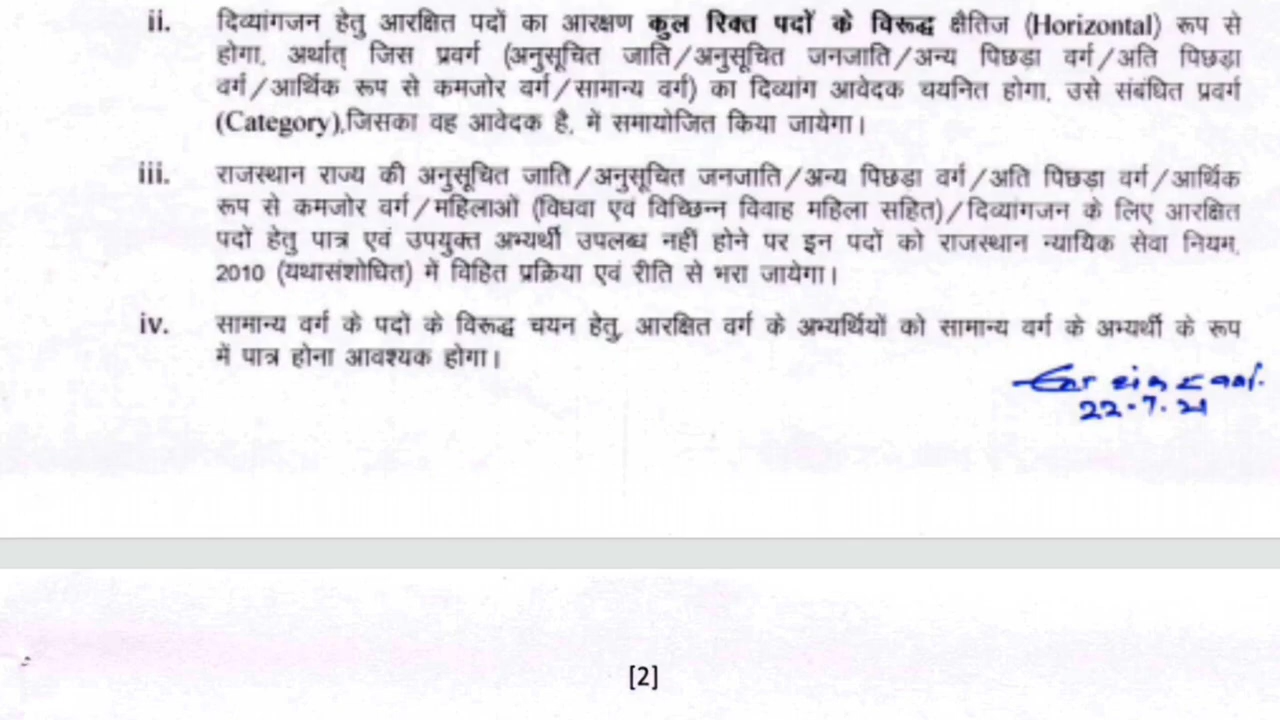 ii. दिव्यांगजन हेतु आरक्षित पदों का आरक्षण कुल रिक्त पदों के विरूद्ध क्षैतिज (Horizontal) रूप से
होगा, अर्थात् जिस प्रवर्ग (अनुसूचित जाति/अनुसूचित जनजाति/अन्य पिछड़ा वर्ग/अति पिछड़ा
वर्ग/आर्थिक रूप से कमजोर वर्ग/सामान्य वर्ग) का दिव्यांग आवेदक चयनित होगा, उसे संबंधित प्रवर्ग
(Category),जिसका वह आवेदक है, में समायोजित किया जायेगा।
iii. राजस्थान राज्य की अनुसूचित जाति/अनुसूचित जनजाति/अन्य पिछड़ा वर्ग/अति पिछड़ा वर्ग/आर्थिक
रूप से कमजोर वर्ग/महिलाओं (विधवा एवं विच्छिन्न विवाह महिला सहित)/दिव्यांगजन के लिए आरक्षित
पदों हेतु पात्र एवं उपयुक्त अभ्यर्थी उपलब्ध नहीं होने पर इन पदों को राजस्थान न्यायिक सेवा नियम,
2010 (यथासंशोधित) में विहित प्रक्रिया एवं रीति से भरा जायेगा।
iv. सामान्य वर्ग के पदों के विरूद्ध चयन हेतु, आरक्षित वर्ग के अभ्यर्थियों को सामान्य वर्ग के अभ्यर्थी के रूप
में पात्र होना आवश्यक होगा।
22-7-21
[2]